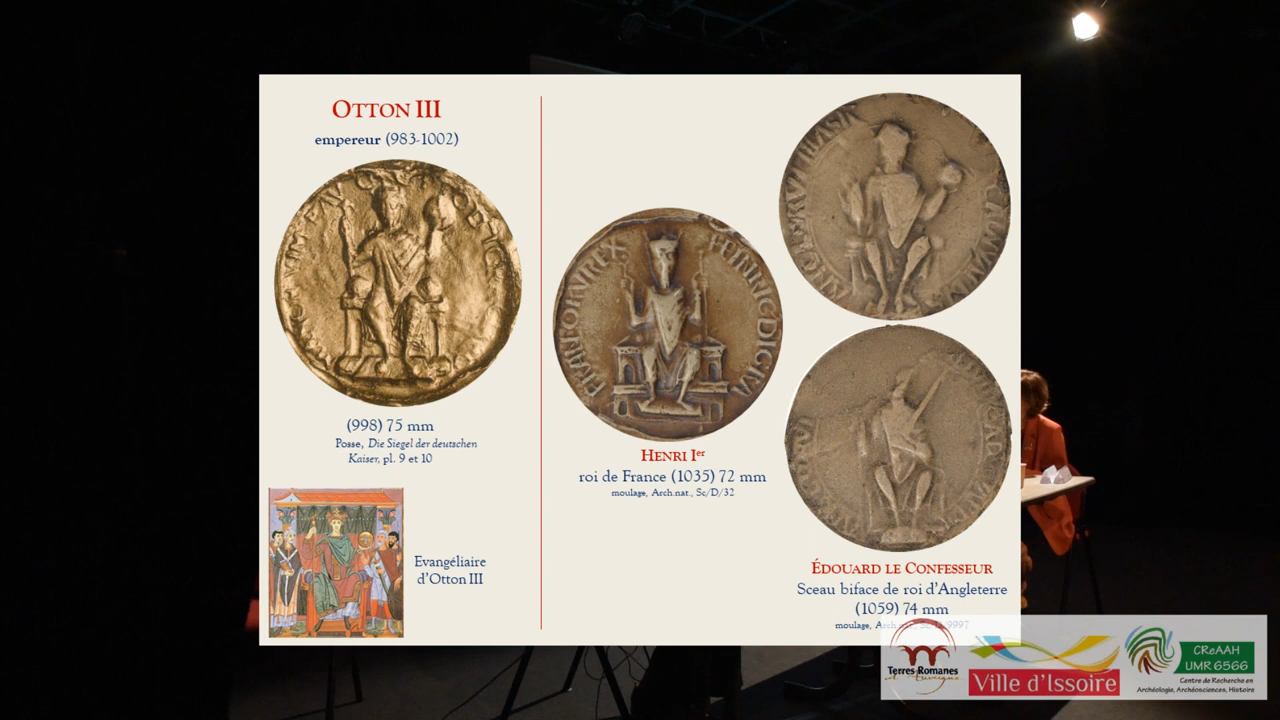 OTTON III
empereur (983-1002)
(998) 75 mm
Posse, Die Siegel der deutschen
Kaiser, pl. 9 et 10
Evangéliaire
d'Otton III
HENRI Ier
roi de France (1035) 72 mm
moulage, Arch.nat., Sc/D/32
ÉDOUARD LE CONFESSEUR
Sceau biface de roi d'Angleterre
(1059) 74 mm
moulage,
Terres Romanes
d'Auvergne
Ville d'Issoire
CReAAH
UMR 6566
Centre de Recherche en
Archéologie, Archéosciences, Histoire